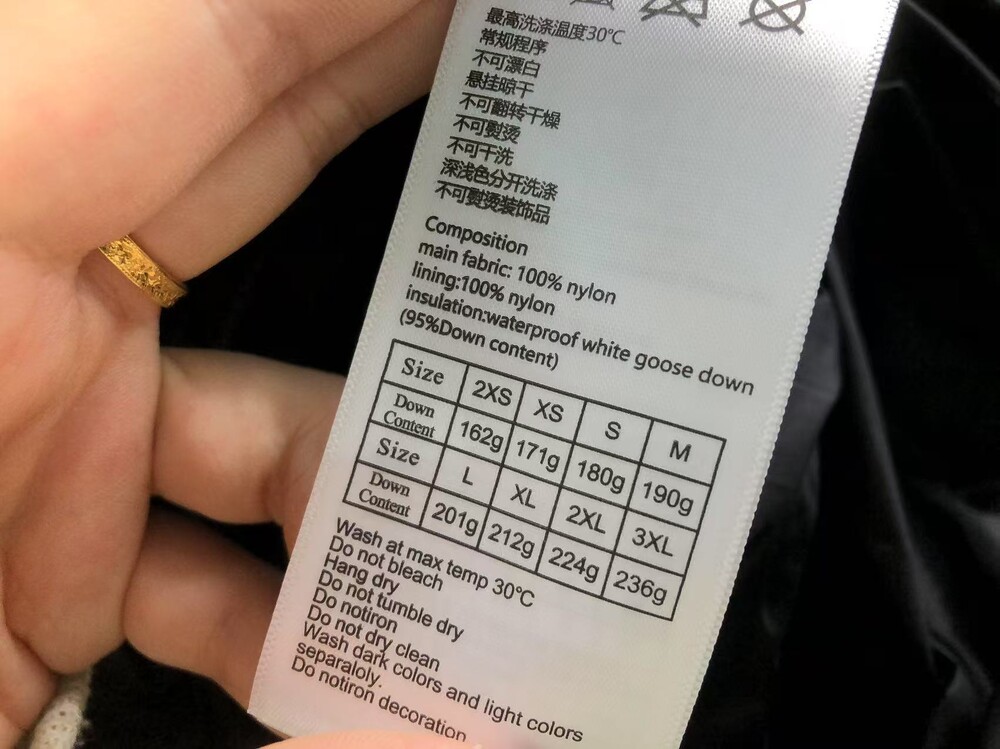 最高洗涤温度30℃
常规程序
不可漂白
悬挂晾干
不可翻转干燥
不可熨烫
不可干洗
深浅色分开洗涤
不可熨烫装饰品
Composition
main fabric: 100% nylon
lining:100% nylon
insulation:waterproof white goose down
(95%Down content)
Size 2XS XS S M
Down Content 162g 171g 180g 190g
Size L XL 2XL 3XL
Down Content 201g 212g 224g 236g
Wash at max temp 30℃
Do not bleach
Hang dry
Do not tumble dry
Do notiron
Do not dry clean
Wash dark colors and light colors
separaloly.
Do notiron decoration